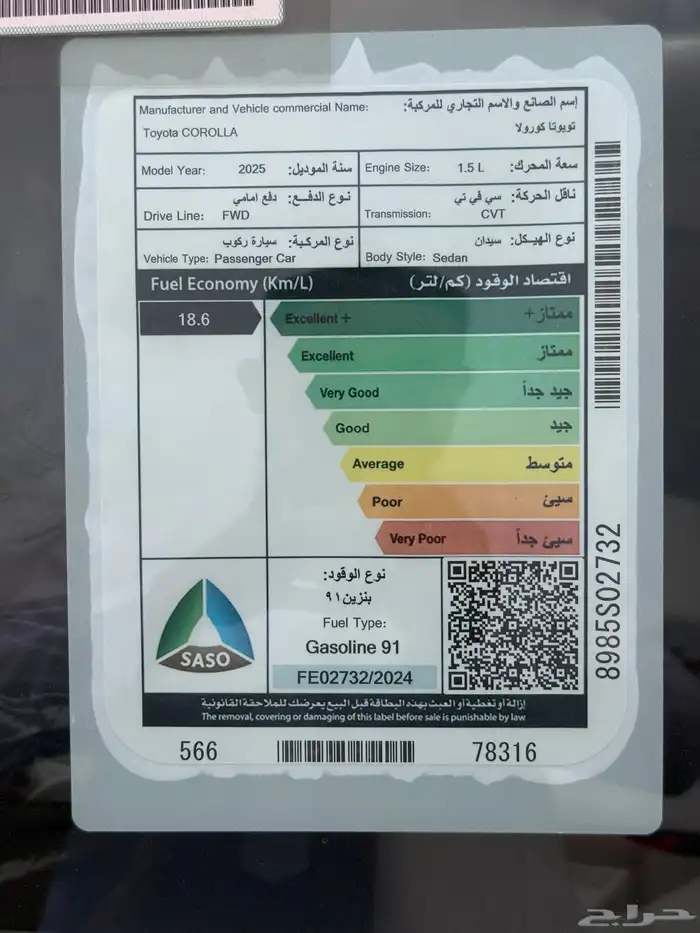 Manufacturer and Vehicle commercial Name: إسم الصانع والاسم التجاري للمركبة:
Toyota COROLLA تويوتا كورولا
Model Year: 2025 سنة الموديل:
Engine Size: 1.5 L سعة المحرك:
نوع الدفع: دفع امامي
Drive Line: FWD
ناقل الحركة: سي في تي
Transmission: CVT
نوع المركبة: سيارة ركوب
Vehicle Type: Passenger Car
نوع الهيكل: سيدان
Body Style: Sedan
Fuel Economy (Km/L) اقتصاد الوقود (كم/لتر)
18.6
Excellent + ممتاز+
Excellent ممتاز
Very Good جيد جداً
Good جيد
Average متوسط
Poor سيئ
Very Poor سيئ جداً
SASO
نوع الوقود:
بنزين٩١
Fuel Type:
Gasoline 91
FE02732/2024
8985S02732
إزالة أو تغطية أو العبث بهذه البطاقة قبل البيع يعرضك للملاحقة القانونية
The removal, covering or damaging of this label before sale is punishable by law
566 78316
حراج